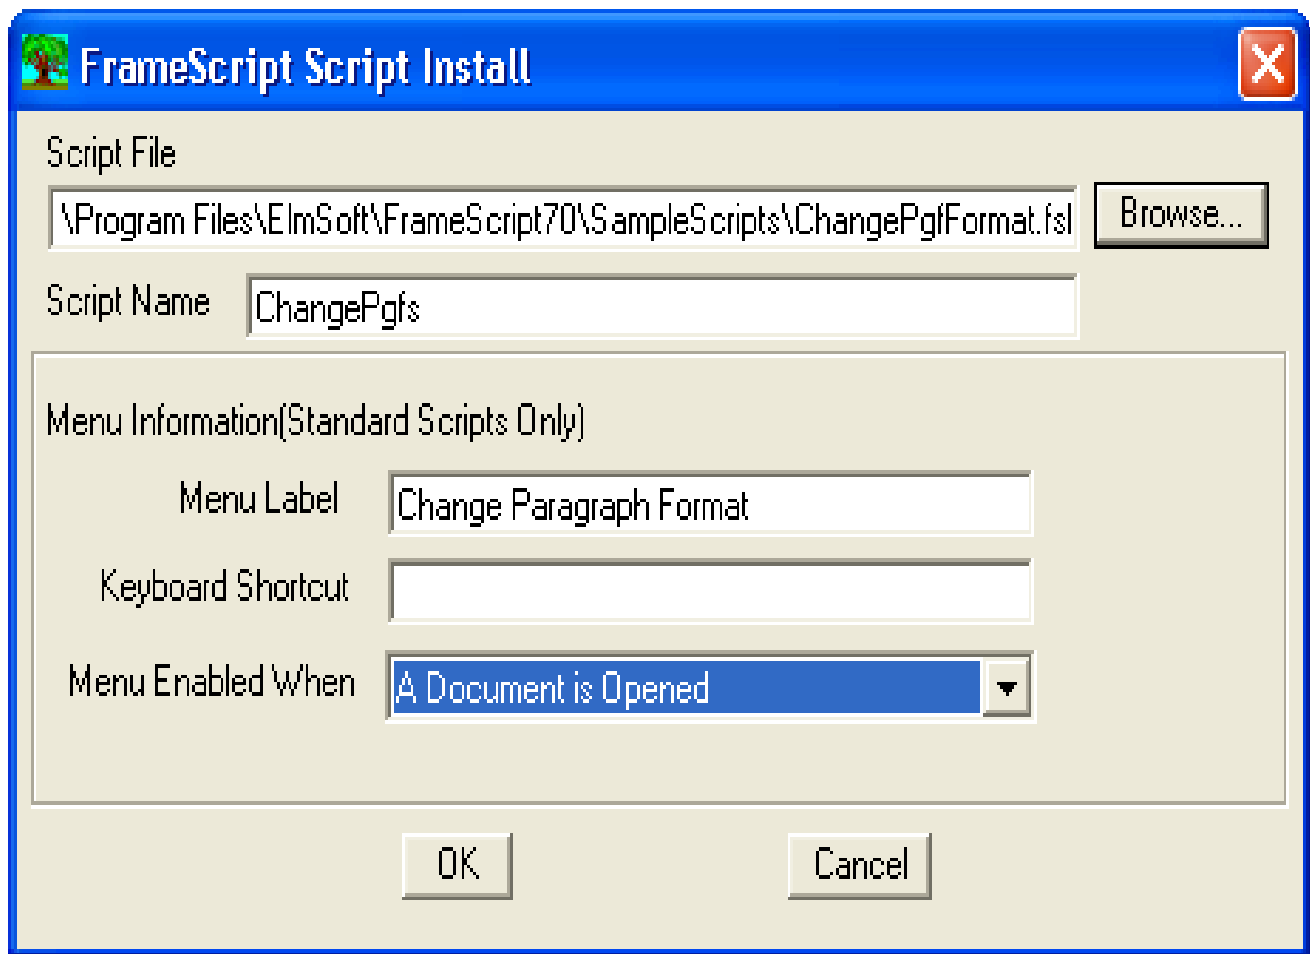 FrameScript Script Install
Script File
\Program Files\ElmSoft\FrameScript70\SampleScripts\ChangePgfFormat.fsl
Browse...
Script Name
ChangePgfs
Menu Information(Standard Scripts Only)
Menu Label
Change Paragraph Format
Keyboard Shortcut
Menu Enabled When
A Document is Opened
OK
Cancel